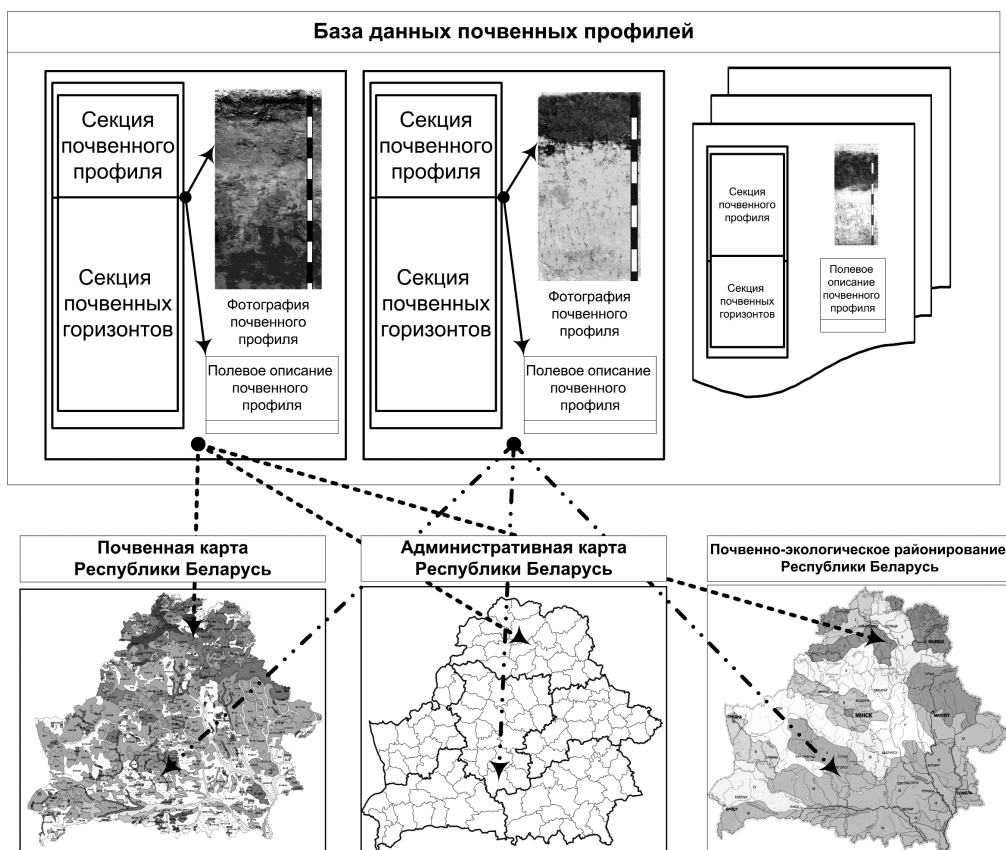 База данных почвенных профилей
Секция
почвенного
профиля
Секция
почвенных
горизонтов
Фотография
почвенного
профиля
Полевое описание
почвенного
профиля
Секция
почвенного
профиля
Секция
почвенных
горизонтов
Фотография
почвенного
профиля
Полевое описание
почвенного
профиля
Секция
почвенного
профиля
Секция
почвенных
горизонтов
Полевое
описание
почвенного
профиля
Почвенная карта
Республики Беларусь
Административная карта
Республики Беларусь
Почвенно-экологическое районирование
Республики Беларусь
МІНСК